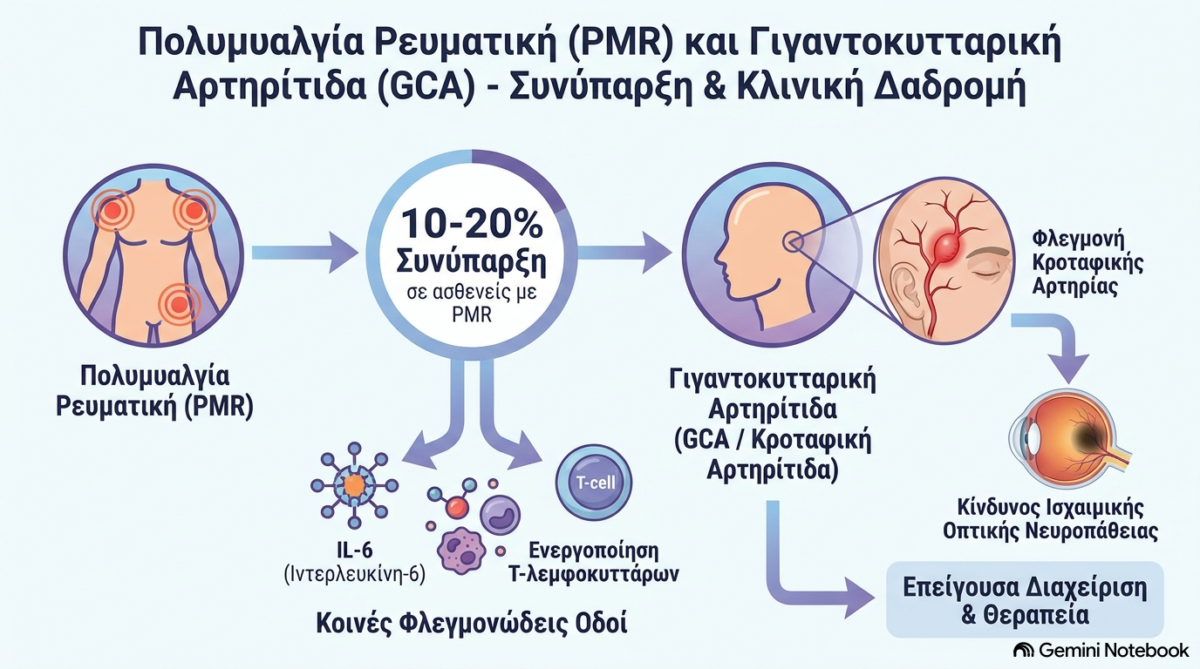 Πολυμυαλγία Ρευματική (PMR) και Γιγαντοκυτταρική
Αρτηρίτιδα (GCA) - Συνύπαρξη & Κλινική Δαδρομή
10-20%
Συνύπαρξη
σε ασθενείς με
PMR
Φλεγμονή
Κροταφικής
Αρτηρίας
Πολυμυαλγία
Ρευματική (PMR)
Γιγαντοκυτταρική
Αρτηρίτιδα
(GCA / Κροταφική
Αρτηρίτιδα)
T-cell
IL-6
(Ιντερλευκίνη-6)
Ενεργοποίηση
Τ-λεμφοκυττάρων
Κοινές Φλεγμονώδεις Οδοί
Κίνδυνος Ισχαιμικής
Οπτικής Νευροπάθειας
Επείγουσα Διαχείριση
& Θεραπεία
Gemini Notebook